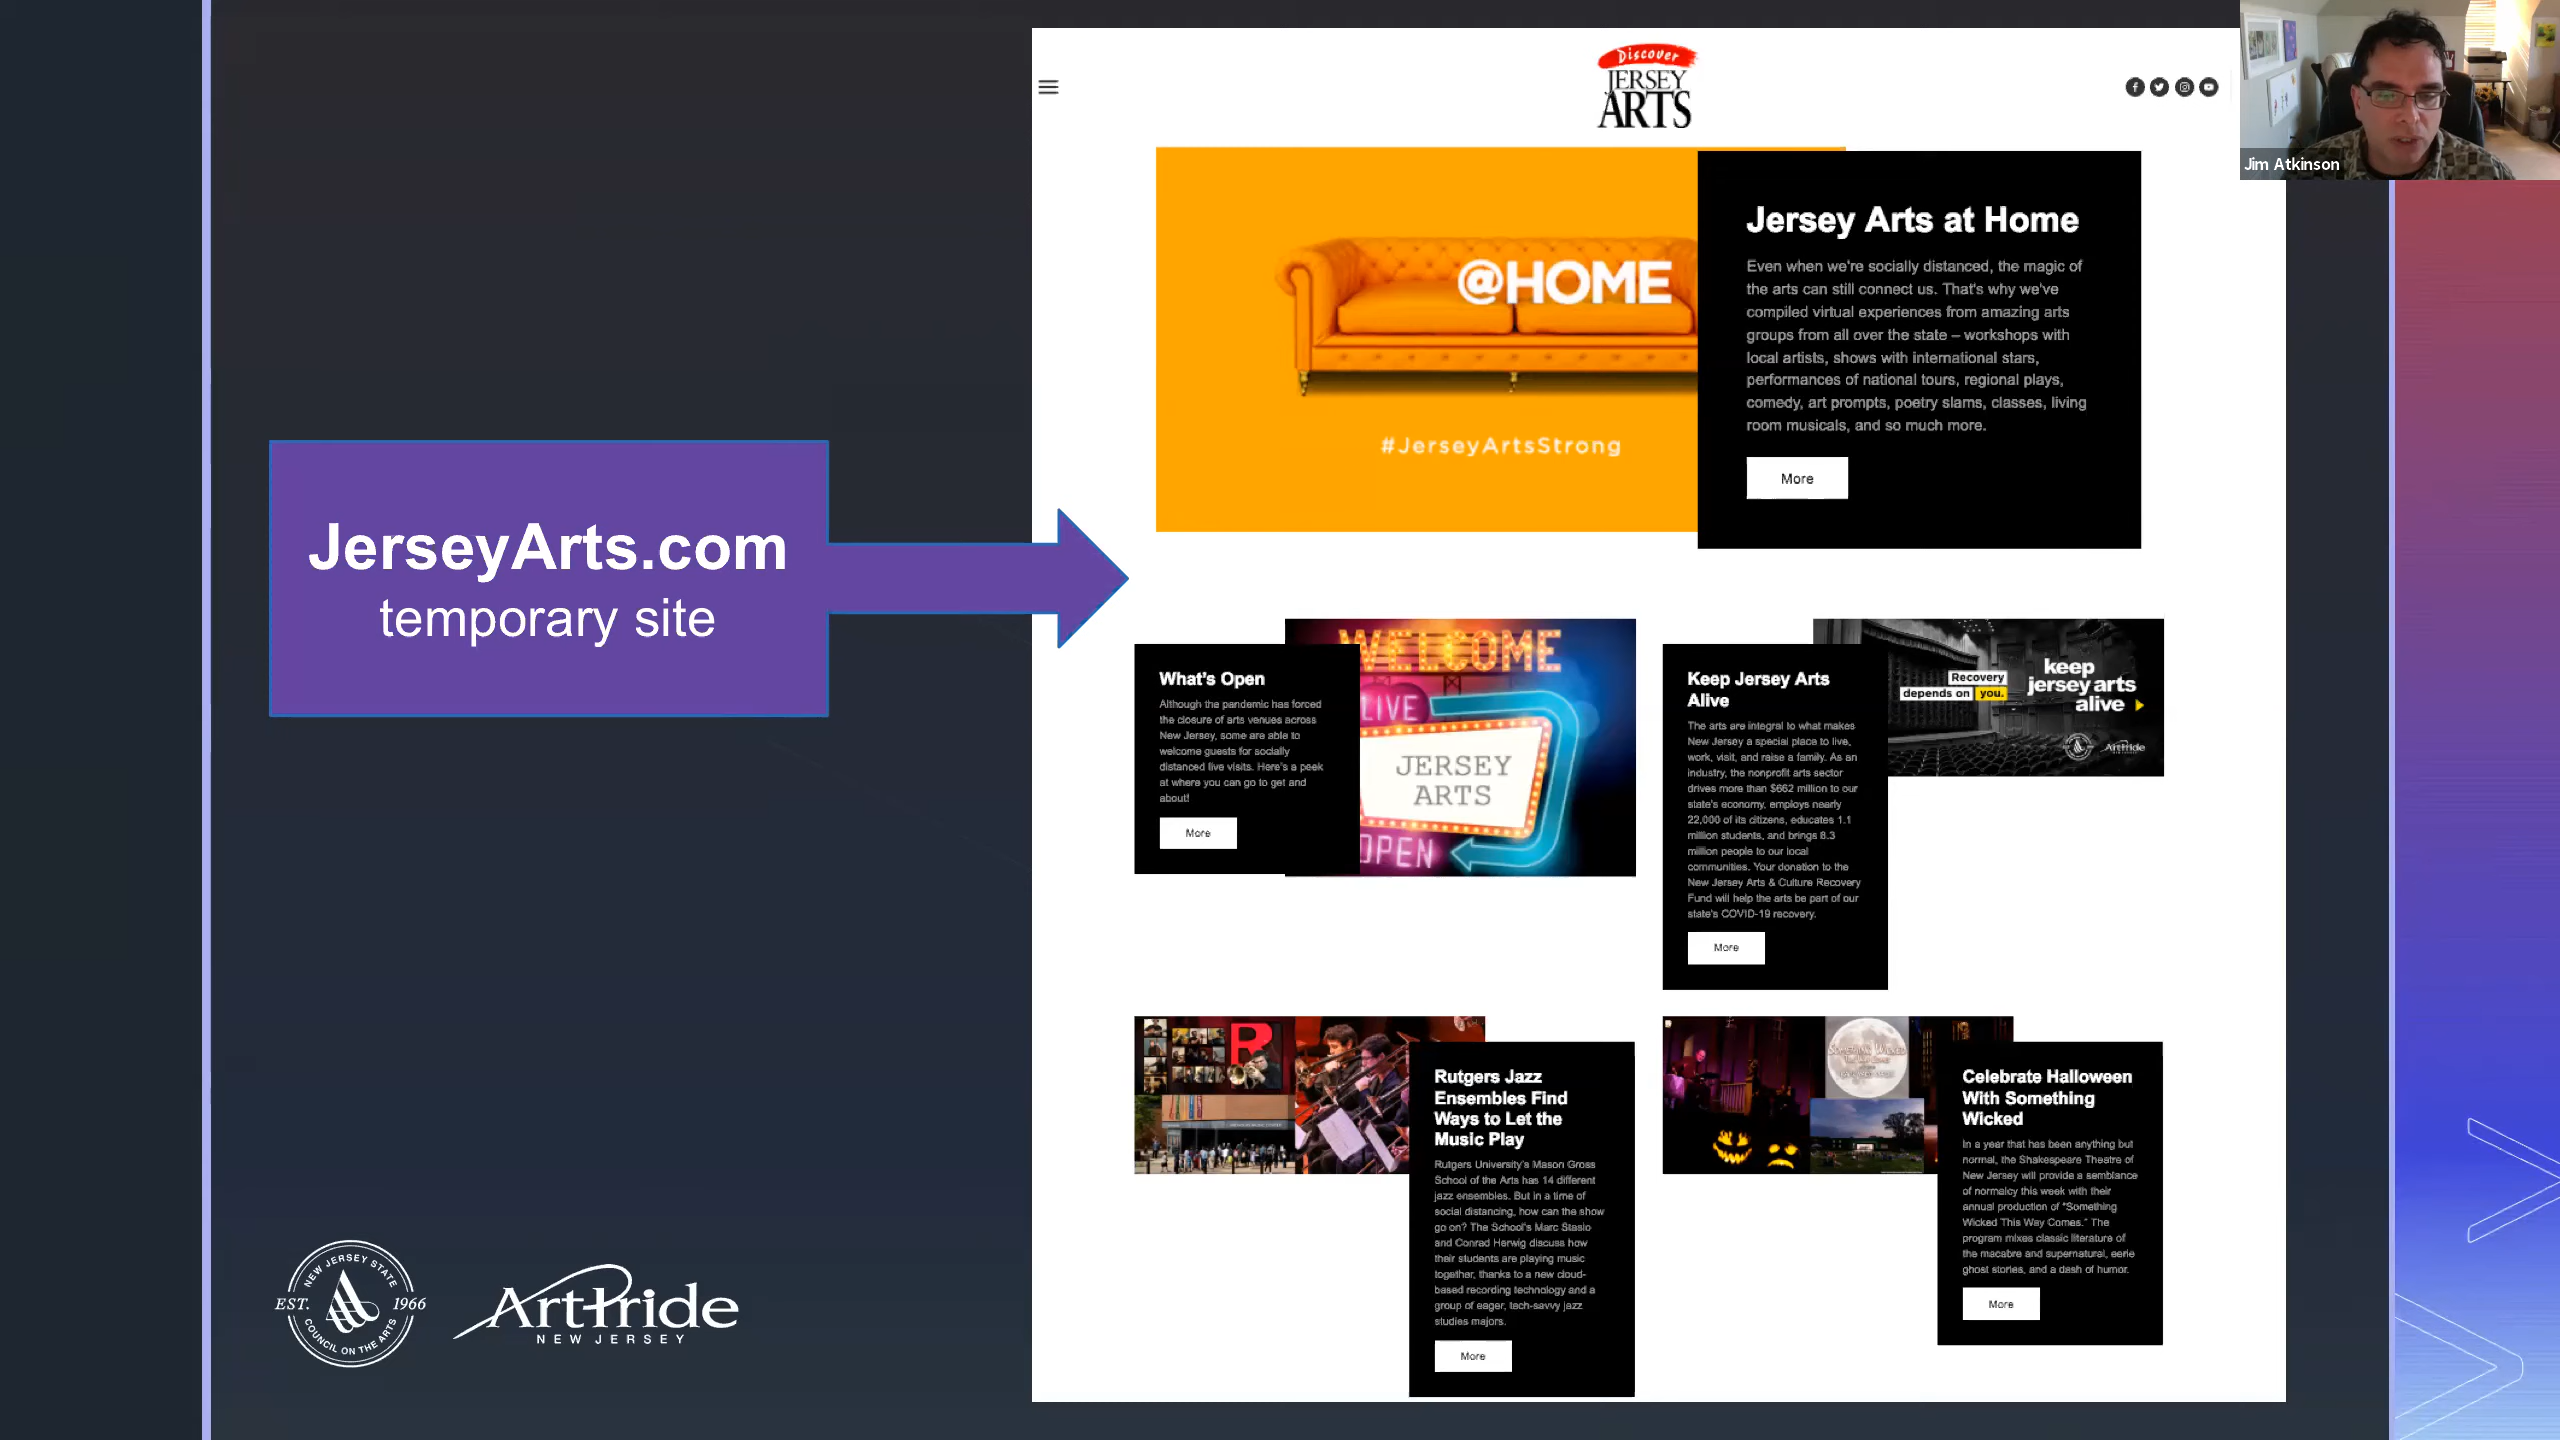 Discover
JERSEY
ARTS
Jim Atkinson
@HOME
#JerseyArtsStrong
Jersey Arts at Home
Even when we're socially distanced, the magic of
the arts can still connect us. That's why we've
compiled virtual experiences from amazing arts
groups from all over the state – workshops with
local artists, shows with international stars,
performances of national tours, regional plays,
comedy, art prompts, poetry slams, classes, living
room musicals, and so much more.
More
JerseyArts.com
temporary site
What's Open
Although the pandemic has forced
the closure of arts venues across
New Jersey, some are able to
welcome guests for socially
distanced live visits. Here's a peek
at where you can go to get and
about!
More
WELCOME
LIVE
JERSEY
ARTS
OPEN
Keep Jersey Arts
Alive
The arts are integral to what makes
New Jersey a special place to live,
work, visit, and raise a family. As an
industry, the nonprofit arts sector
drives more than $662 million to our
state's economy, employs nearly
22,000 of its citizens, educates 1.1
million students, and brings 8.3
million people to our local
communities. Your donation to the
New Jersey Arts & Culture Recovery
Fund will help the arts be part of our
state's COVID-19 recovery.
More
Recovery
depends on you.
keep
jersey arts
alive
ArtPride
R
Rutgers Jazz
Ensembles Find
Ways to Let the
Music Play
Rutgers University's Mason Gross
School of the Arts has 14 different
jazz ensembles. But in a time of
social distancing, how can the show
go on? The School's Marc Stasio
and Conrad Herwig discuss how
their students are playing music
together, thanks to a new cloud-
based recording technology and a
group of eager, tech-savvy jazz
studies majors.
More
SOMETHING WICKED
Celebrate Halloween
With Something
Wicked
In a year that has been anything but
normal, the Shakespeare Theatre of
New Jersey will provide a semblance
of normalcy this week with their
annual production of "Something
Wicked This Way Comes." The
program mixes classic literature of
the macabre and supernatural, eerie
ghost stories, and a dash of humor.
More
NEW JERSEY STATE
EST. 1966
COUNCIL ON THE ARTS
ArtPride
NEW JERSEY